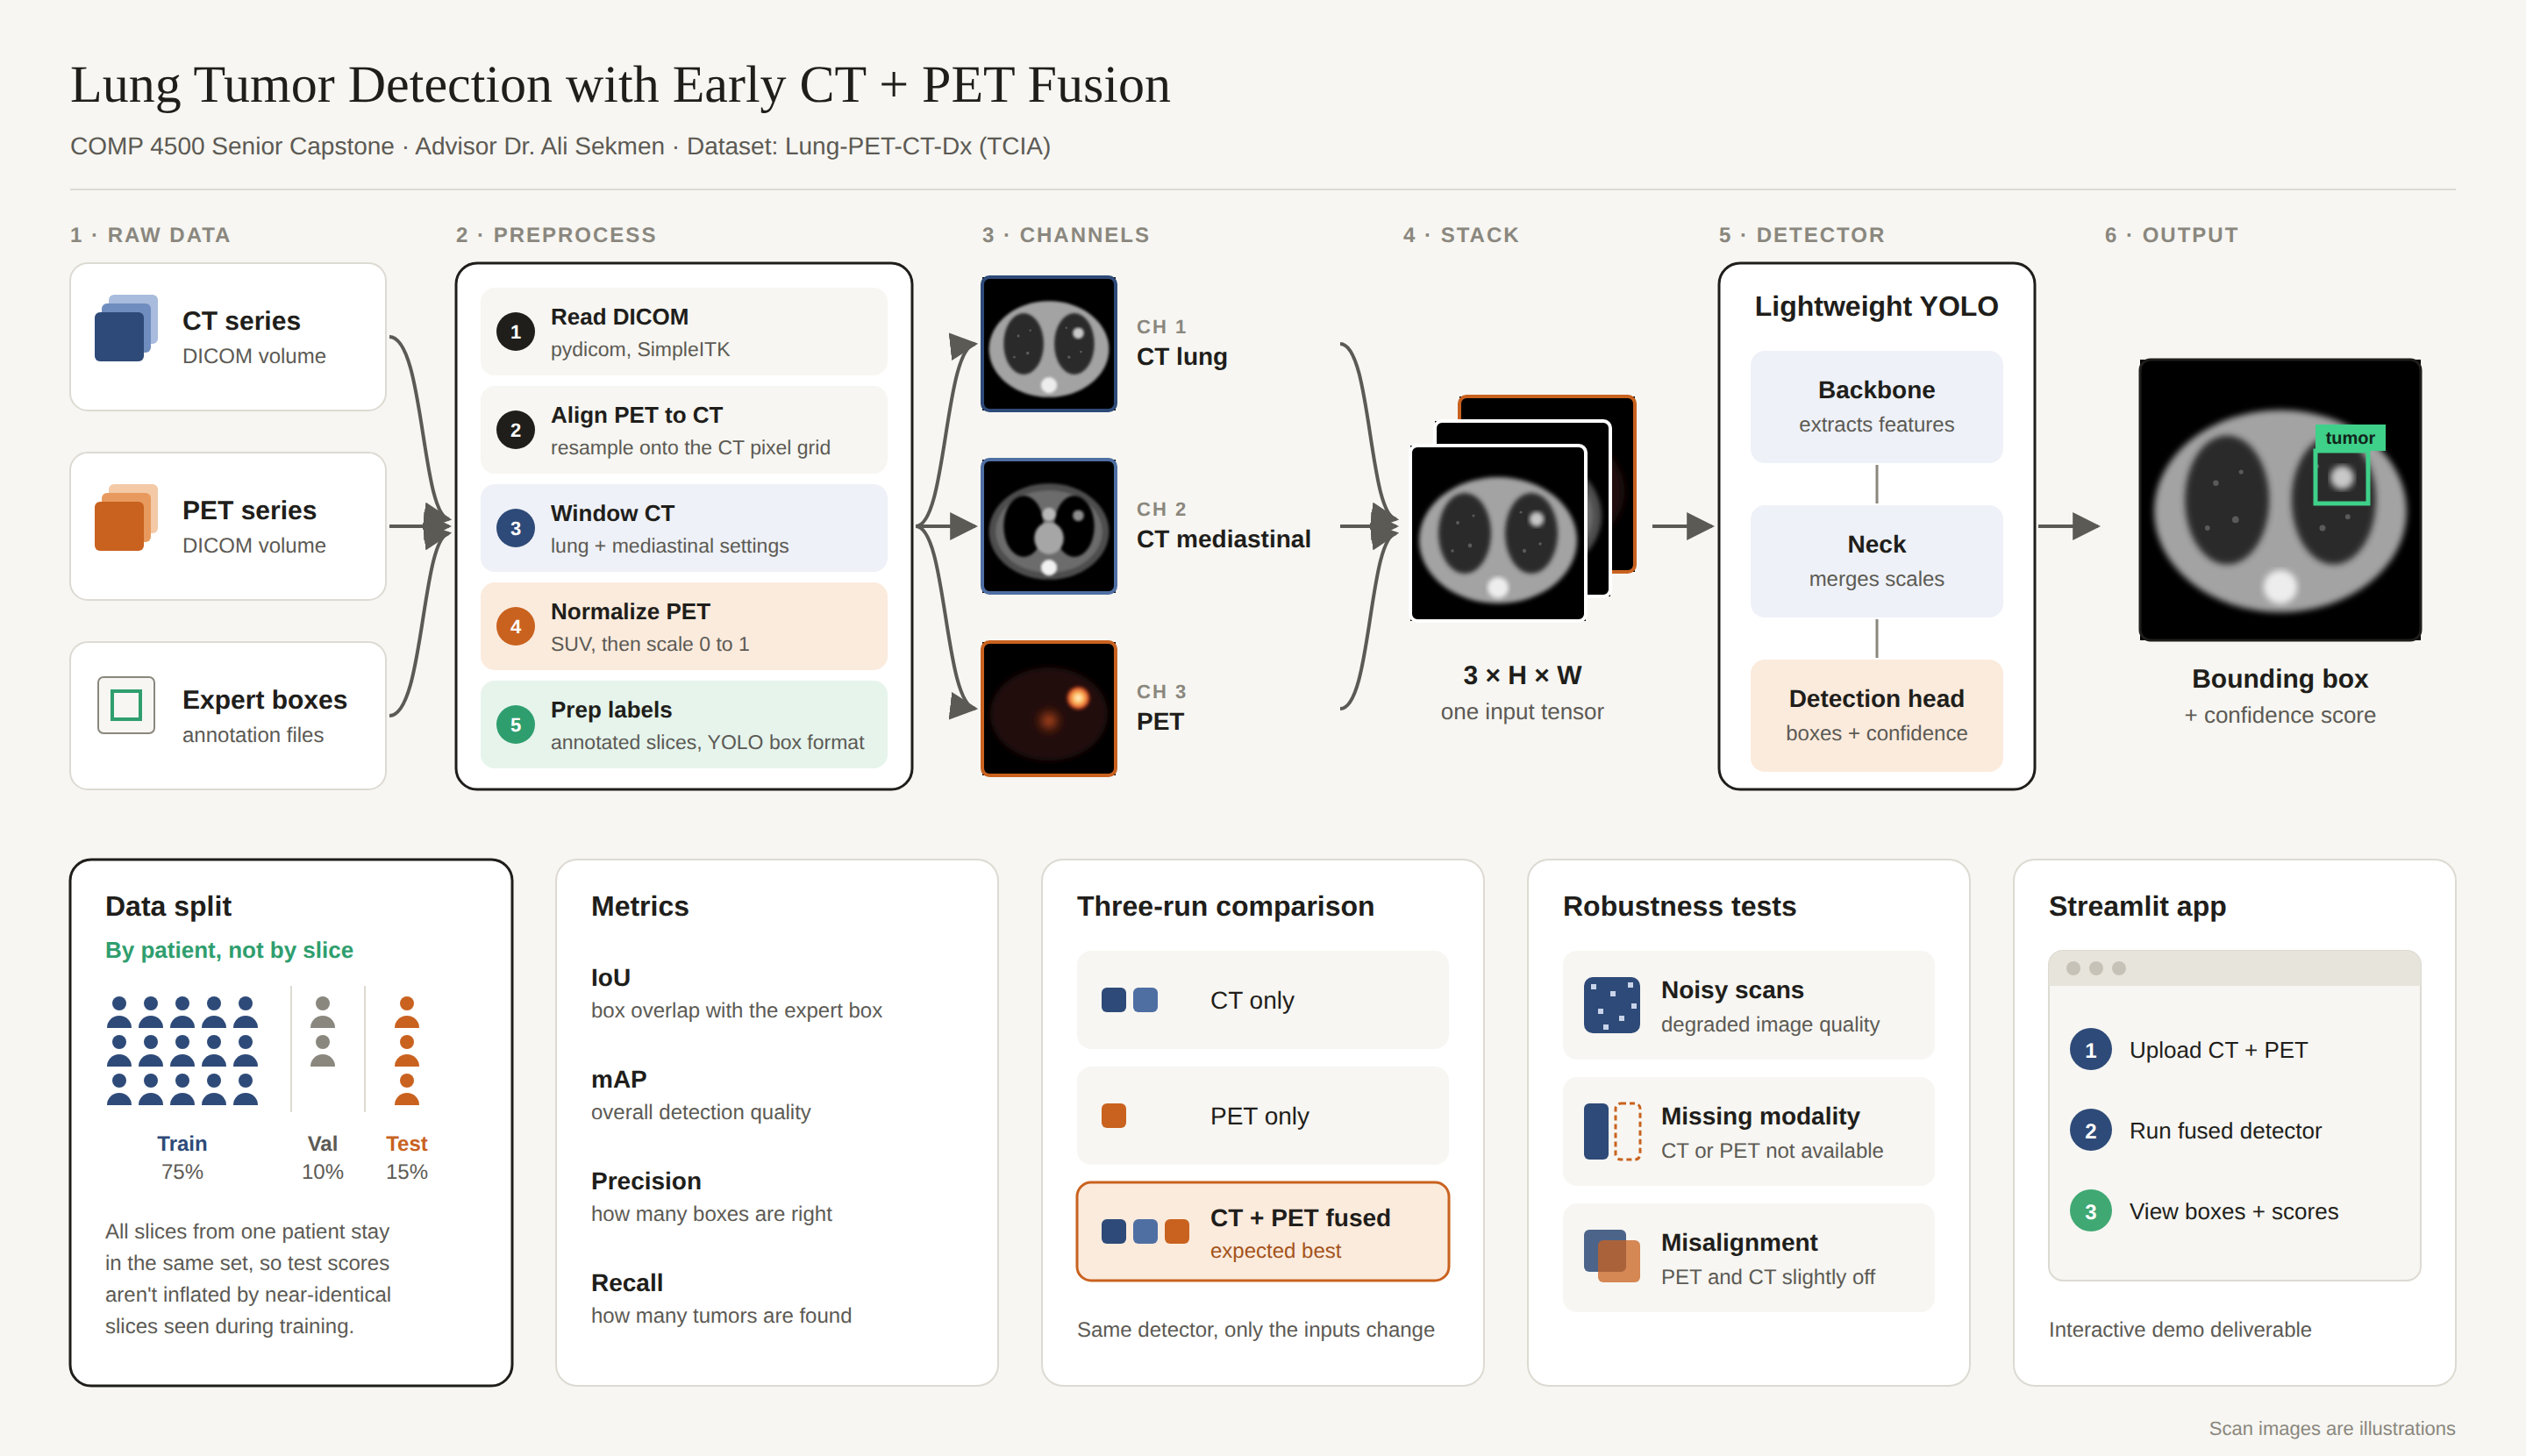 Lung Tumor Detection with Early CT + PET Fusion
COMP 4500 Senior Capstone · Advisor Dr. Ali Sekmen · Dataset: Lung-PET-CT-Dx (TCIA)
1 · RAW DATA
CT series
DICOM volume
PET series
DICOM volume
Expert boxes
annotation files
2 · PREPROCESS
1
Read DICOM
pydicom, SimpleITK
2
Align PET to CT
resample onto the CT pixel grid
3
Window CT
lung + mediastinal settings
4
Normalize PET
SUV, then scale 0 to 1
5
Prep labels
annotated slices, YOLO box format
3 · CHANNELS
CH 1
CT lung
CH 2
CT mediastinal
CH 3
PET
4 · STACK
3 × H × W
one input tensor
5 · DETECTOR
Lightweight YOLO
Backbone
extracts features
Neck
merges scales
Detection head
boxes + confidence
6 · OUTPUT
tumor
Bounding box
+ confidence score
Data split
By patient, not by slice
Train
75%
Val
10%
Test
15%
All slices from one patient stay
in the same set, so test scores
aren't inflated by near-identical
slices seen during training.
Metrics
IoU
box overlap with the expert box
mAP
overall detection quality
Precision
how many boxes are right
Recall
how many tumors are found
Three-run comparison
CT only
PET only
CT + PET fused
expected best
Same detector, only the inputs change
Robustness tests
Noisy scans
degraded image quality
Missing modality
CT or PET not available
Misalignment
PET and CT slightly off
Streamlit app
1
Upload CT + PET
2
Run fused detector
3
View boxes + scores
Interactive demo deliverable
Scan images are illustrations